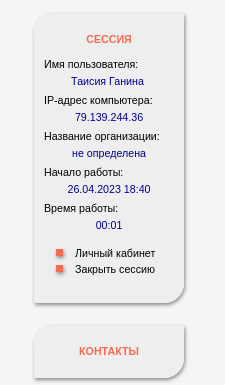 СЕССИЯ
Имя пользователя:
Таисия Ганина
IP-адрес компьютера:
79.139.244.36
Название организации:
не определена
Начало работы:
26.04.2023 18:40
Время работы:
00:01
Личный кабинет
Закрыть сессию
КОНТАКТЫ